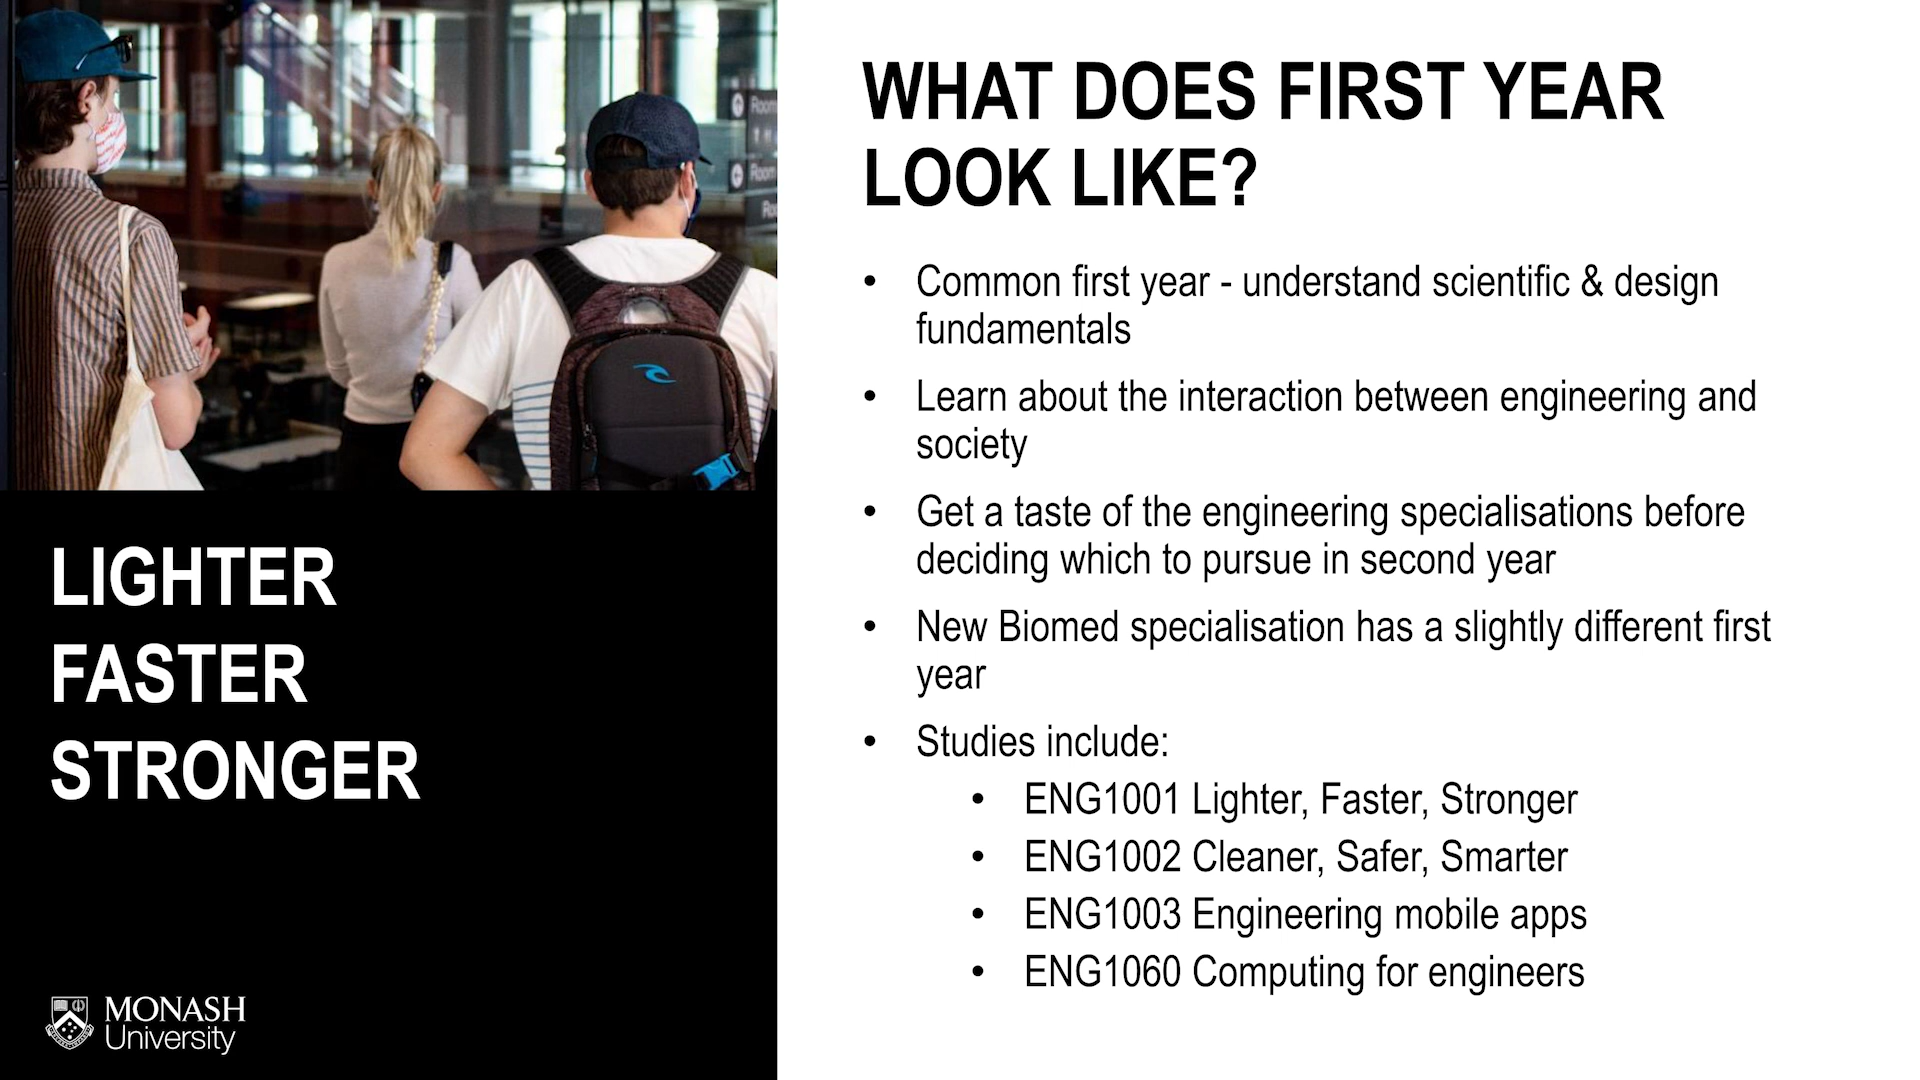 Room
Room
LIGHTER
FASTER
STRONGER
MONASH
University
WHAT DOES FIRST YEAR
LOOK LIKE?
• Common first year - understand scientific & design
fundamentals
• Learn about the interaction between engineering and
society
• Get a taste of the engineering specialisations before
deciding which to pursue in second year
• New Biomed specialisation has a slightly different first
year
• Studies include:
• ENG1001 Lighter, Faster, Stronger
• ENG1002 Cleaner, Safer, Smarter
• ENG1003 Engineering mobile apps
• ENG1060 Computing for engineers